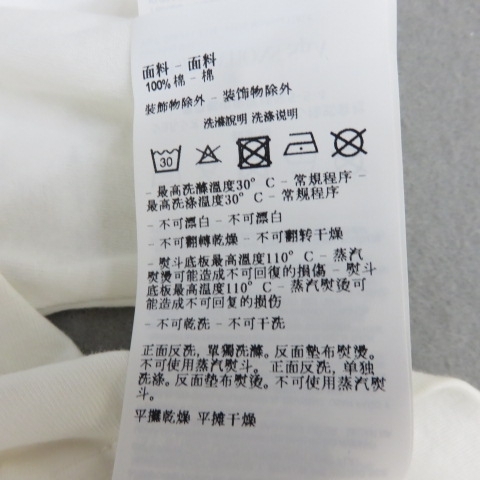 面料 - 面料
100% 棉 - 棉
裝飾物除外 - 装饰物除外
洗滌說明 洗涤说明
30
- 最高洗滌溫度30° C - 常規程序 -
最高洗涤温度30° C - 常规程序
- 不可漂白 - 不可漂白
- 不可翻轉乾燥 - 不可翻转干燥
- 熨斗底板最高溫度110° C - 蒸汽
熨燙可能造成不可回復的損傷 - 熨斗
底板最高温度110° C - 蒸汽熨烫可
能造成不可回复的损伤
- 不可乾洗 - 不可干洗
正面反洗, 單獨洗滌。反面墊布熨燙。
不可使用蒸汽熨斗。 正面反洗, 单独
洗涤。反面垫布熨烫。不可使用蒸汽熨
斗。
平攤乾燥 平摊干燥